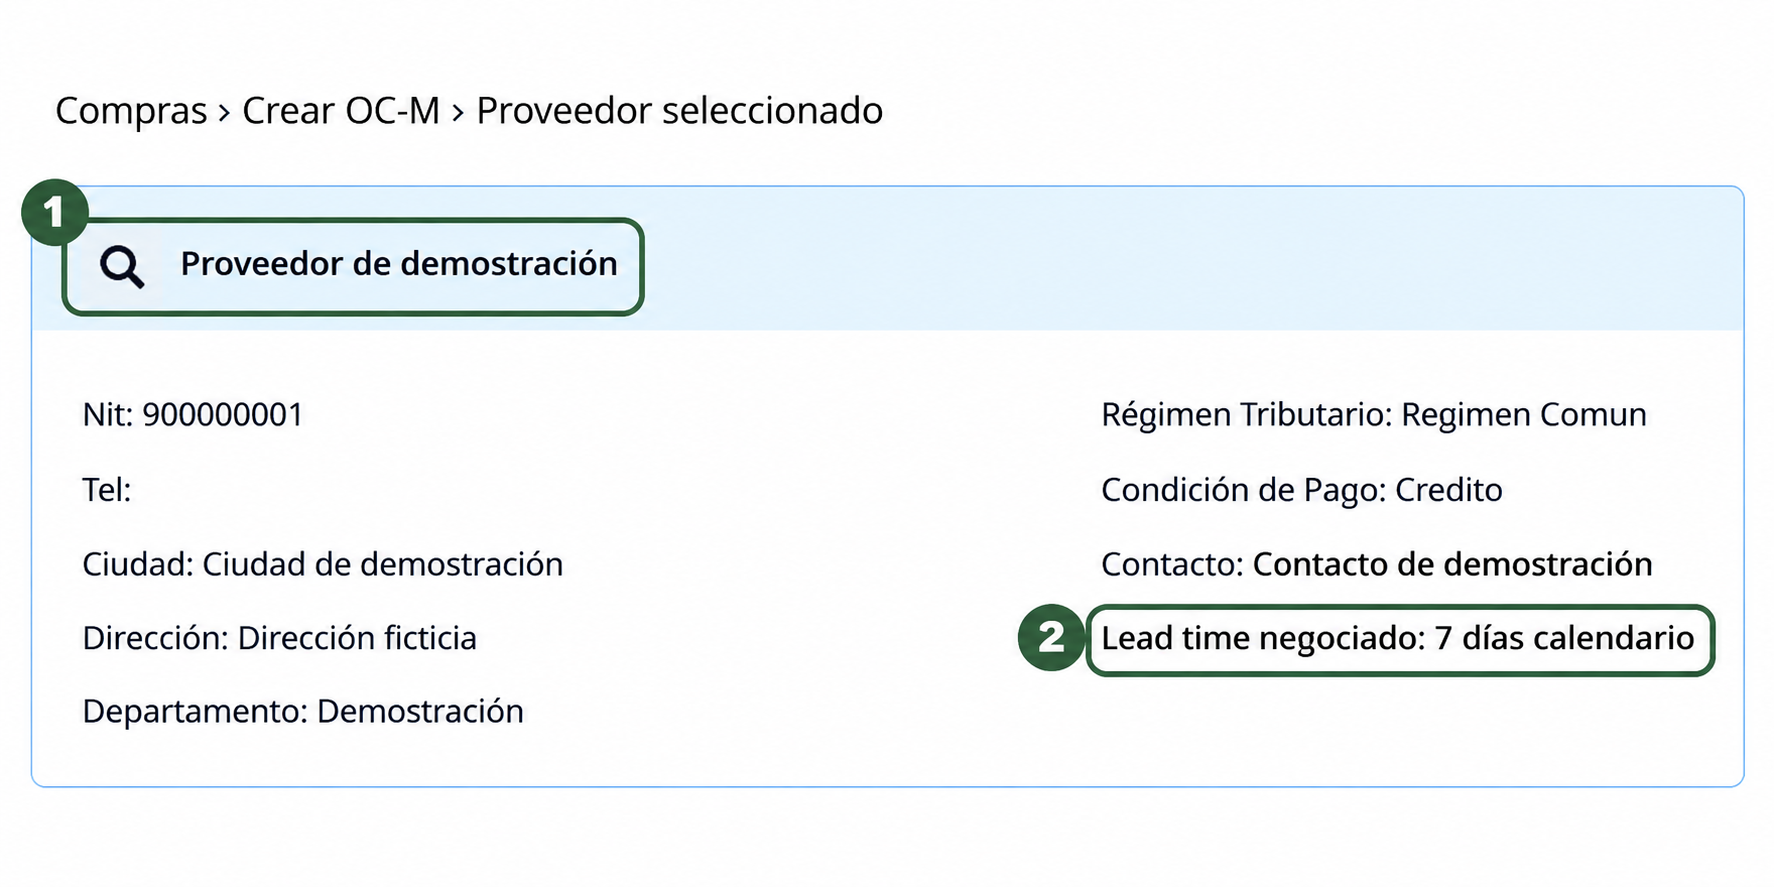 Compras › Crear OC-M › Proveedor seleccionado
1
Proveedor de demostración
Nit: 900000001
Tel:
Ciudad: Ciudad de demostración
Dirección: Dirección ficticia
Departamento: Demostración
Régimen Tributario: Regimen Comun
Condición de Pago: Credito
Contacto: Contacto de demostración
2
Lead time negociado: 7 días calendario